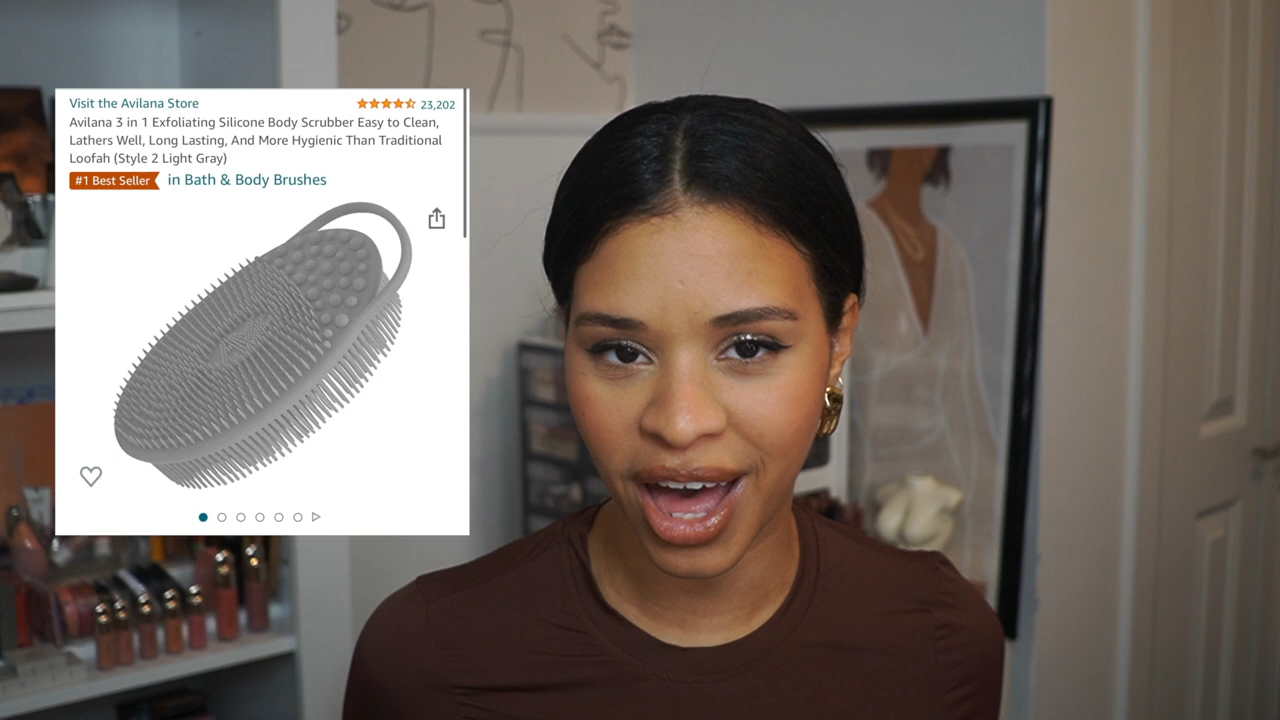 Visit the Avilana Store
23,202
Avilana 3 in 1 Exfoliating Silicone Body Scrubber Easy to Clean,
Lathers Well, Long Lasting, And More Hygienic Than Traditional
Loofah (Style 2 Light Gray)
#1 Best Seller in Bath & Body Brushes